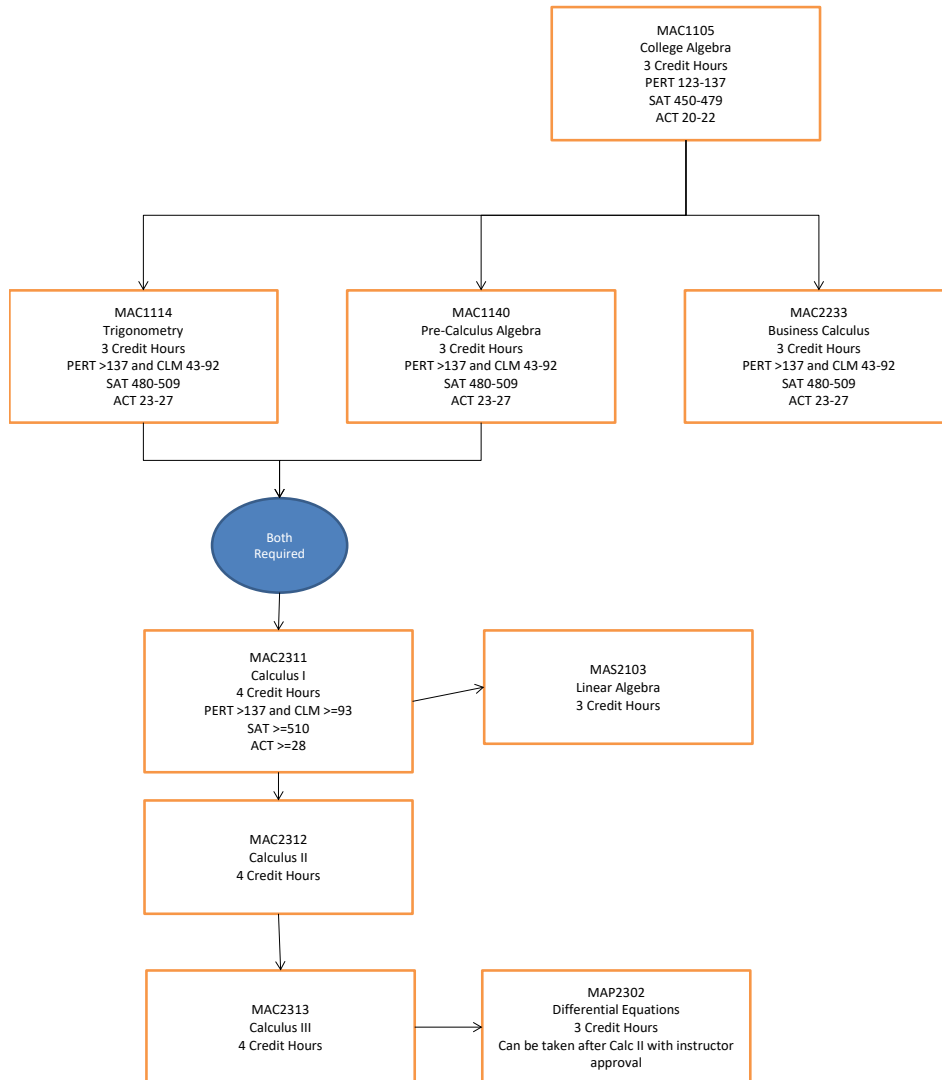 MAC1105
College Algebra
3 Credit Hours
PERT 123-137
SAT 450-479
ACT 20-22
MAC1114
Trigonometry
3 Credit Hours
PERT >137 and CLM 43-92
SAT 480-509
ACT 23-27
MAC1140
Pre-Calculus Algebra
3 Credit Hours
PERT >137 and CLM 43-92
SAT 480-509
ACT 23-27
MAC2233
Business Calculus
3 Credit Hours
PERT >137 and CLM 43-92
SAT 480-509
ACT 23-27
Both
Required
MAC2311
Calculus I
4 Credit Hours
PERT >137 and CLM >=93
SAT >=510
ACT >=28
MAS2103
Linear Algebra
3 Credit Hours
MAC2312
Calculus II
4 Credit Hours
MAC2313
Calculus III
4 Credit Hours
MAP2302
Differential Equations
3 Credit Hours
Can be taken after Calc II with instructor
approval